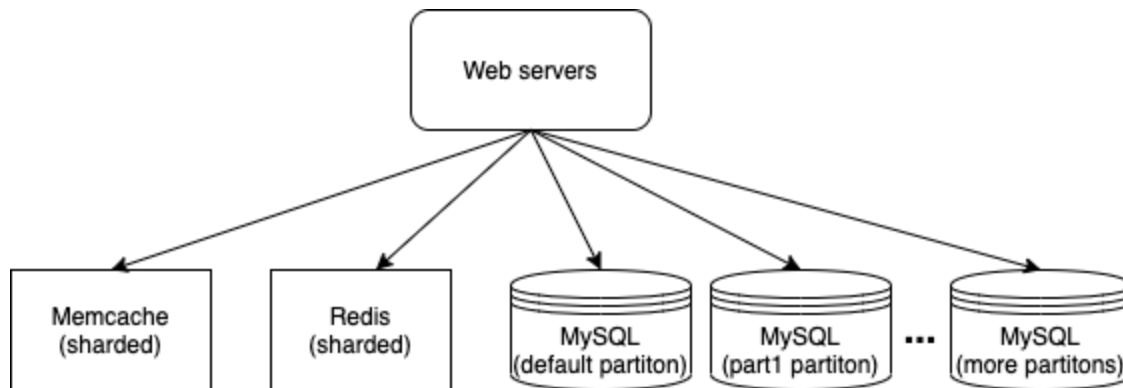 Web servers
Memcache
(sharded)
Redis
(sharded)
MySQL
(default partiton)
MySQL
(part1 partiton)
...
MySQL
(more partitons)